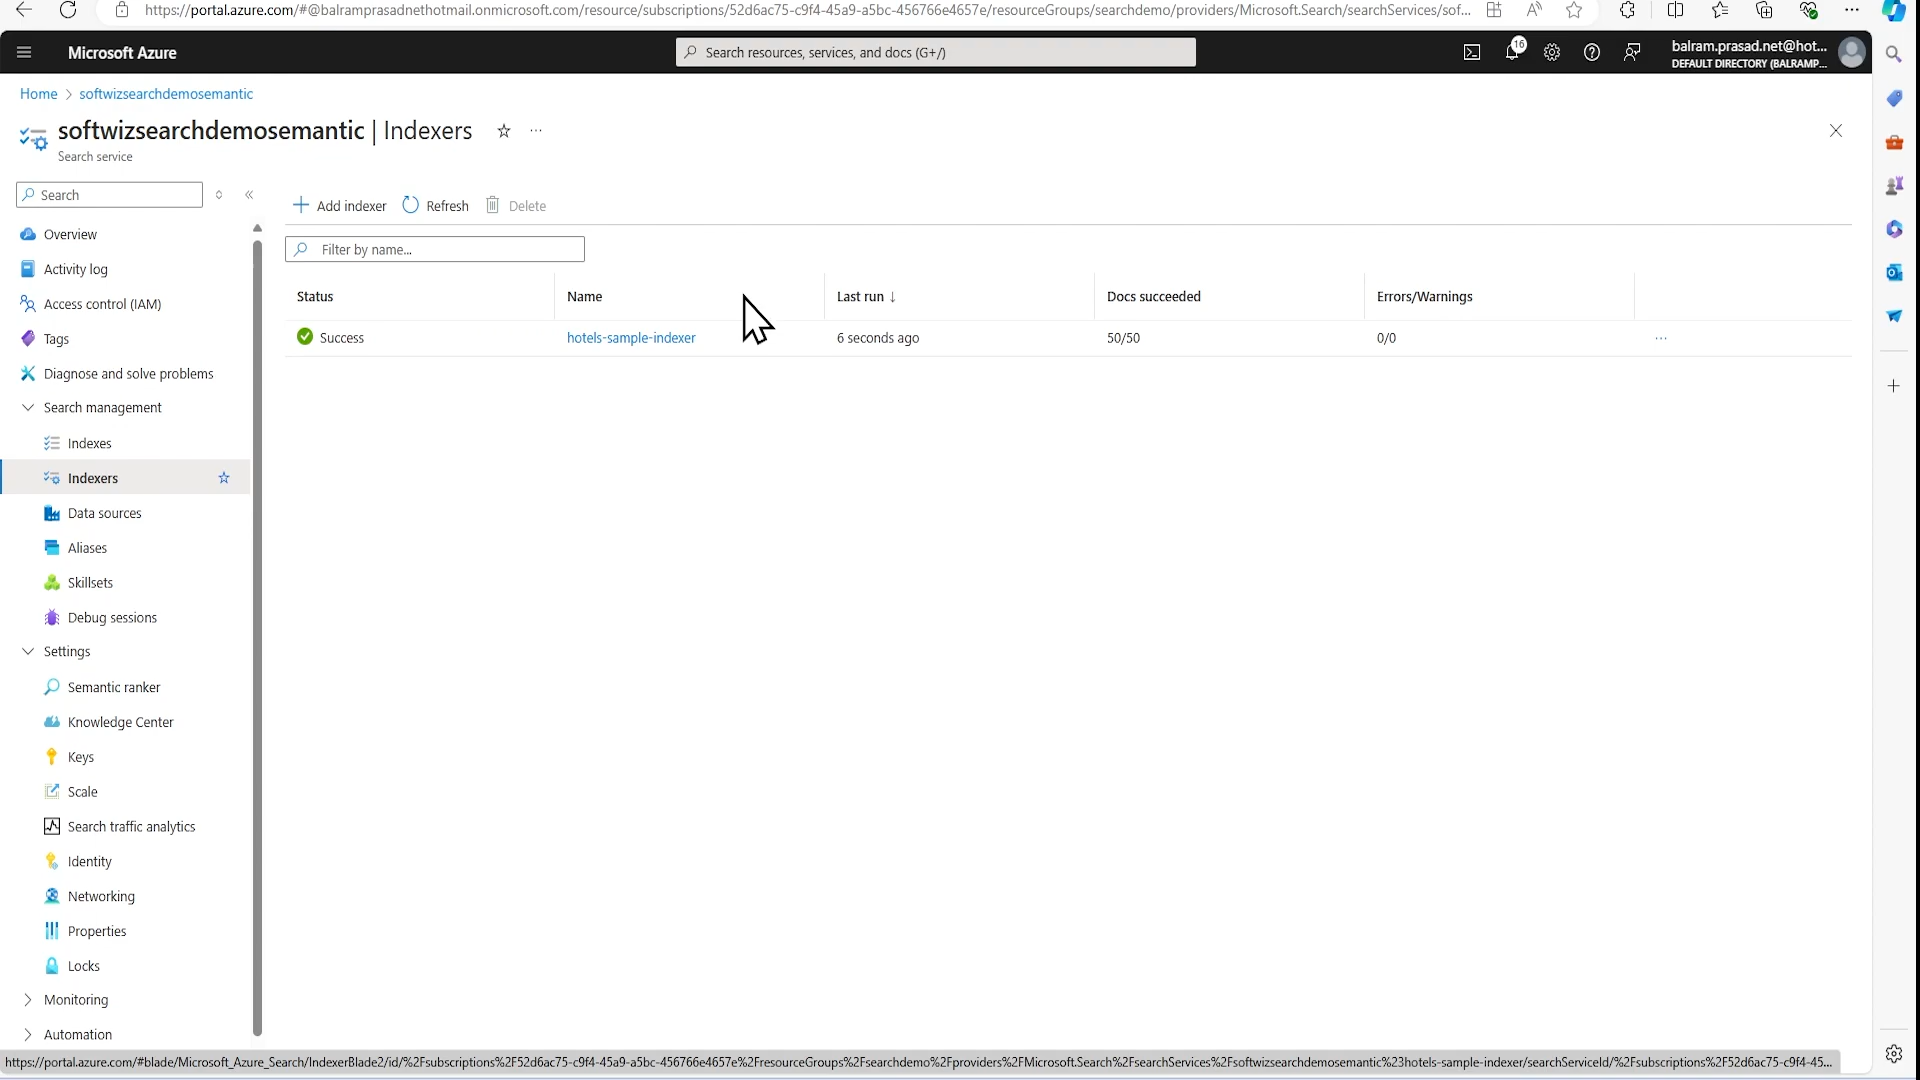 https://portal.azure.com/#@balramprasadnethotmail.onmicrosoft.com/resource/subscriptions/52d6ac75-c9f4-45a9-a5bc-456766e4657e/resourceGroups/searchdemo/providers/Microsoft.Search/searchServices/sof...
Microsoft Azure
Search resources, services, and docs (G+/)
16
balram.prasad.net@hot...
DEFAULT DIRECTORY (BALRAMP...
Home > softwizsearchdemosemantic
softwizsearchdemosemantic | Indexers
Search service
Search
Add indexer Refresh Delete
Filter by name...
Status Name Last run ↓ Docs succeeded Errors/Warnings
Success hotels-sample-indexer 6 seconds ago 50/50 0/0
Overview
Activity log
Access control (IAM)
Tags
Diagnose and solve problems
Search management
Indexes
Indexers
Data sources
Aliases
Skillsets
Debug sessions
Settings
Semantic ranker
Knowledge Center
Keys
Scale
Search traffic analytics
Identity
Networking
Properties
Locks
Monitoring
Automation
https://portal.azure.com/#blade/Microsoft_Azure_Search/IndexerBlade2/id/%2Fsubscriptions%2F52d6ac75-c9f4-45a9-a5bc-456766e4657e%2FresourceGroups%2Fsearchdemo%2Fproviders%2FMicrosoft.Search%2FsearchServices%2Fsoftwizsearchdemosemantic%23hotels-sample-indexer/searchServiceId/%2Fsubscriptions%2F52d6ac75-c9f4-45...